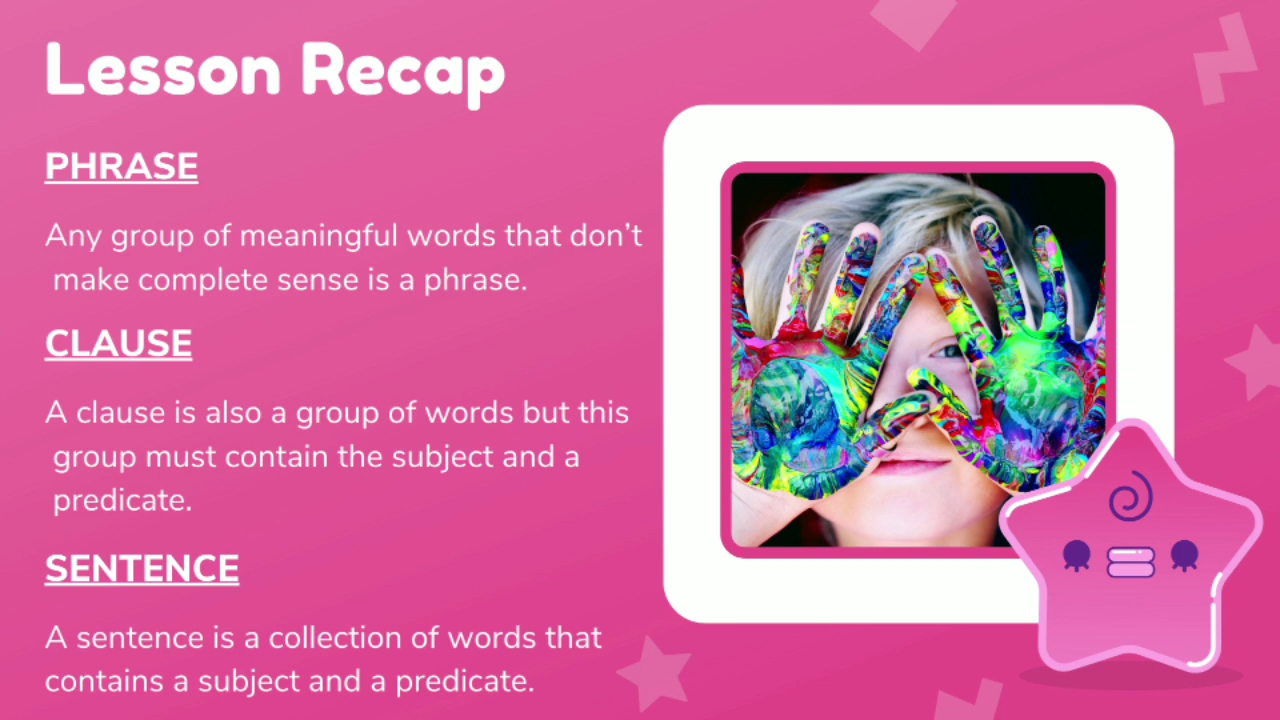 Lesson Recap
PHRASE
Any group of meaningful words that don’t
make complete sense is a phrase.
CLAUSE
A clause is also a group of words but this
group must contain the subject and a
predicate.
SENTENCE
A sentence is a collection of words that
contains a subject and a predicate.